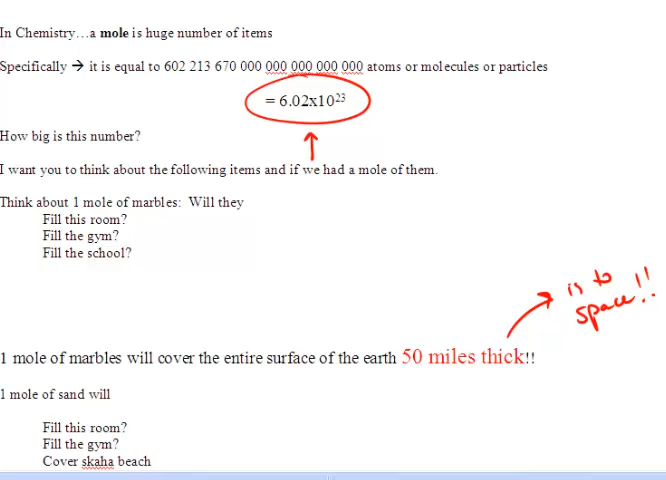 In Chemistry…a mole is huge number of items
Specifically → it is equal to 602 213 670 000 000 000 000 000 atoms or molecules or particles
= 6.02x10²³
How big is this number?
I want you to think about the following items and if we had a mole of them.
Think about 1 mole of marbles: Will they
Fill this room?
Fill the gym?
Fill the school?
is to
space!!
1 mole of marbles will cover the entire surface of the earth 50 miles thick!!
1 mole of sand will
Fill this room?
Fill the gym?
Cover skaha beach